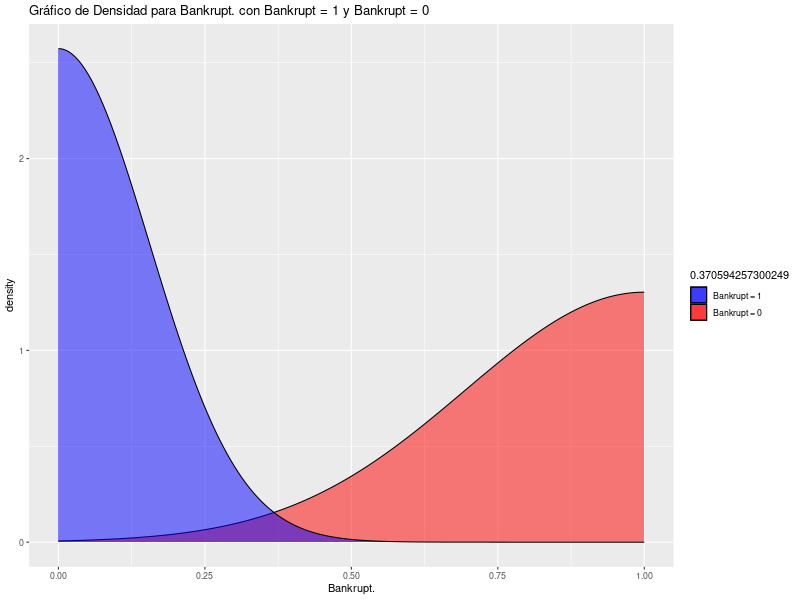 Gráfico de Densidad para Bankrupt. con Bankrupt = 1 y Bankrupt = 0
density
2
1
0
0.00 0.25 0.50 0.75 1.00
Bankrupt.
0.370594257300249
Bankrupt = 1
Bankrupt = 0